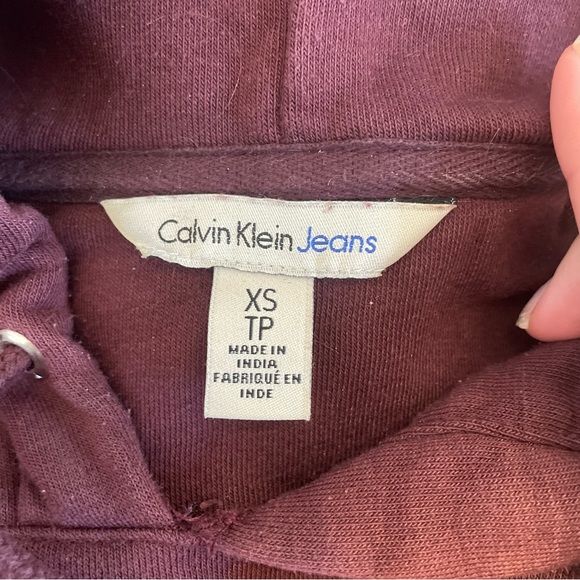 Calvin Klein Jeans
XS
TP
MADE IN
INDIA
FABRIQUÉ EN
INDE